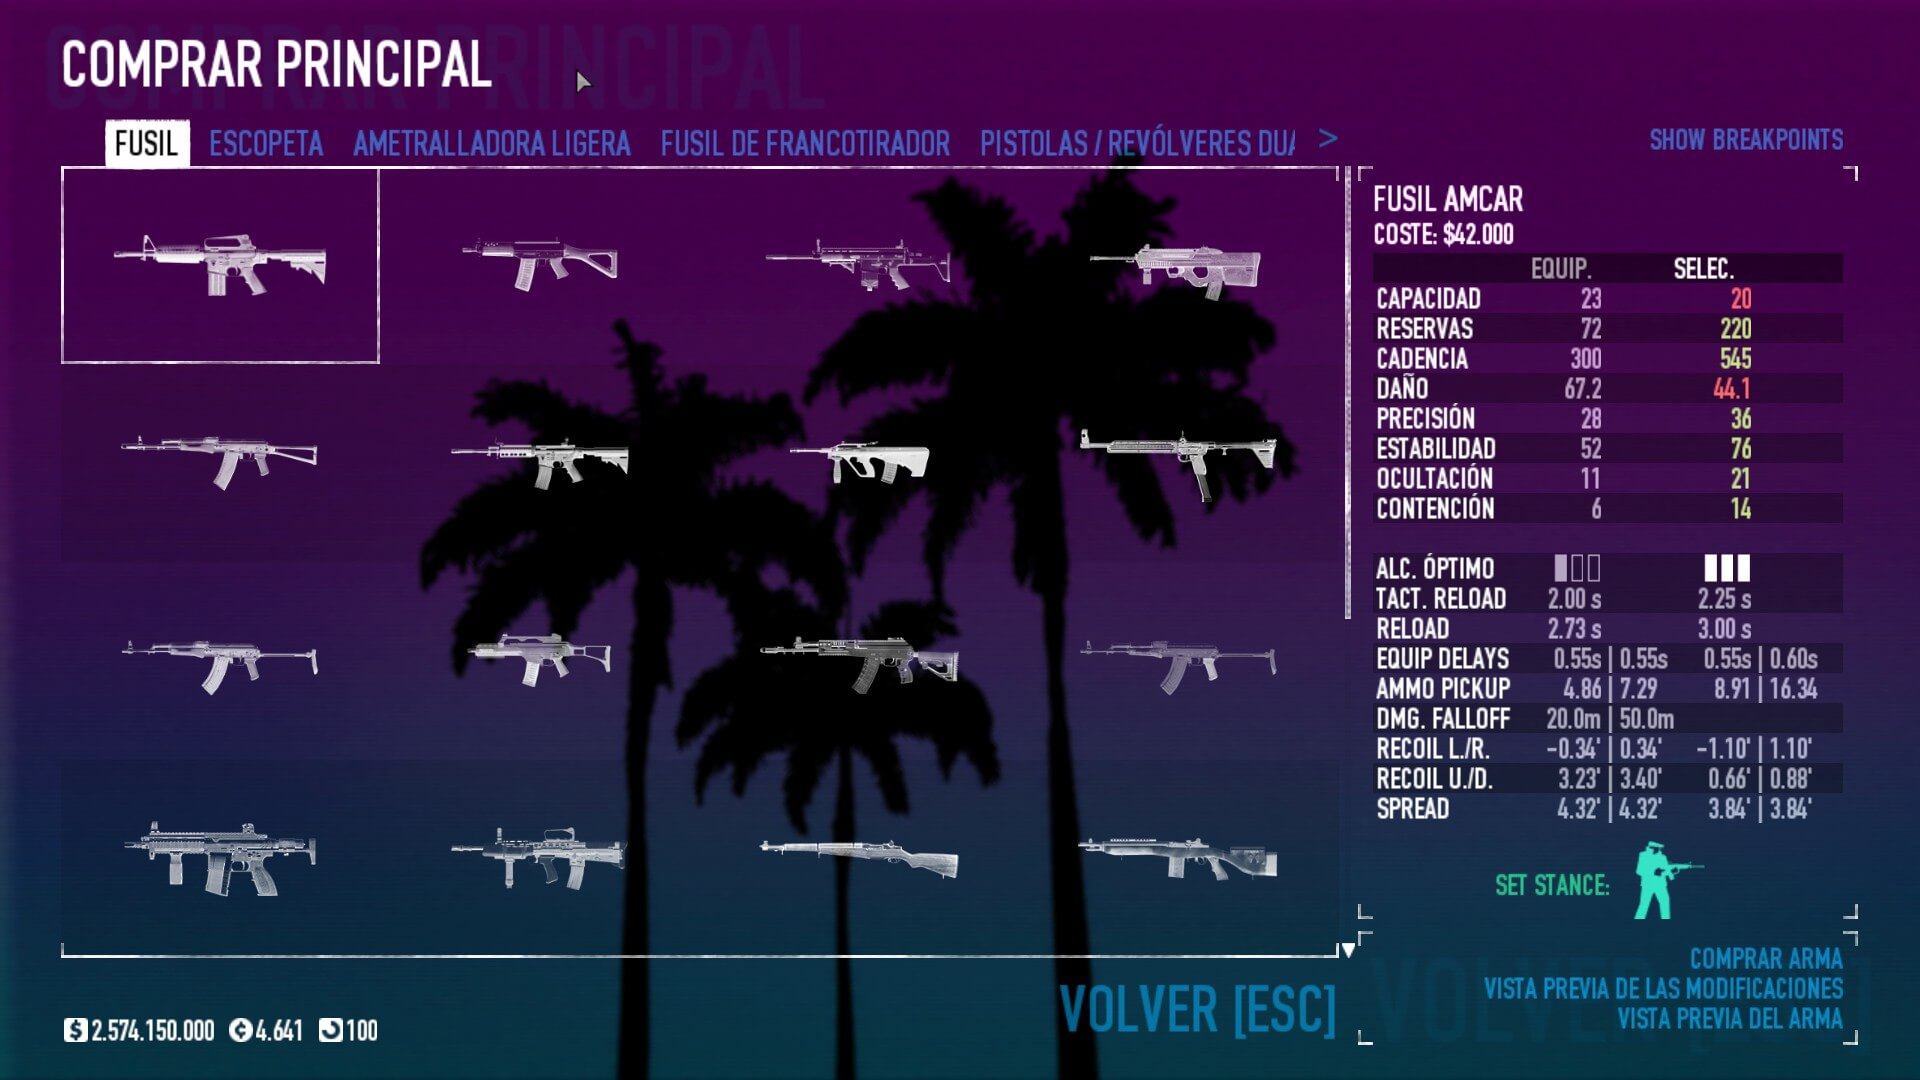 COMPRAR PRINCIPAL
FUSIL ESCOPETA AMETRALLADORA LIGERA FUSIL DE FRANCOTIRADOR PISTOLAS / REVÓLVERES DUA >
SHOW BREAKPOINTS
FUSIL AMCAR
COSTE: $42.000
EQUIP. SELEC.
CAPACIDAD 23 20
RESERVAS 72 220
CADENCIA 300 545
DAÑO 67.2 44.1
PRECISIÓN 28 36
ESTABILIDAD 52 76
OCULTACIÓN 11 21
CONTENCIÓN 6 14
ALC. ÓPTIMO
TACT. RELOAD 2.00 s 2.25 s
RELOAD 2.73 s 3.00 s
EQUIP DELAYS 0.55s | 0.55s 0.55s | 0.60s
AMMO PICKUP 4.86 | 7.29 8.91 | 16.34
DMG. FALLOFF 20.0m | 50.0m
RECOIL L./R. -0.34' | 0.34' -1.10' | 1.10'
RECOIL U./D. 3.23' | 3.40' 0.66' | 0.88'
SPREAD 4.32' | 4.32' 3.84' | 3.84'
SET STANCE:
COMPRAR ARMA
VISTA PREVIA DE LAS MODIFICACIONES
VISTA PREVIA DEL ARMA
VOLVER [ESC]
$ 2.574.150.000 4.641 100